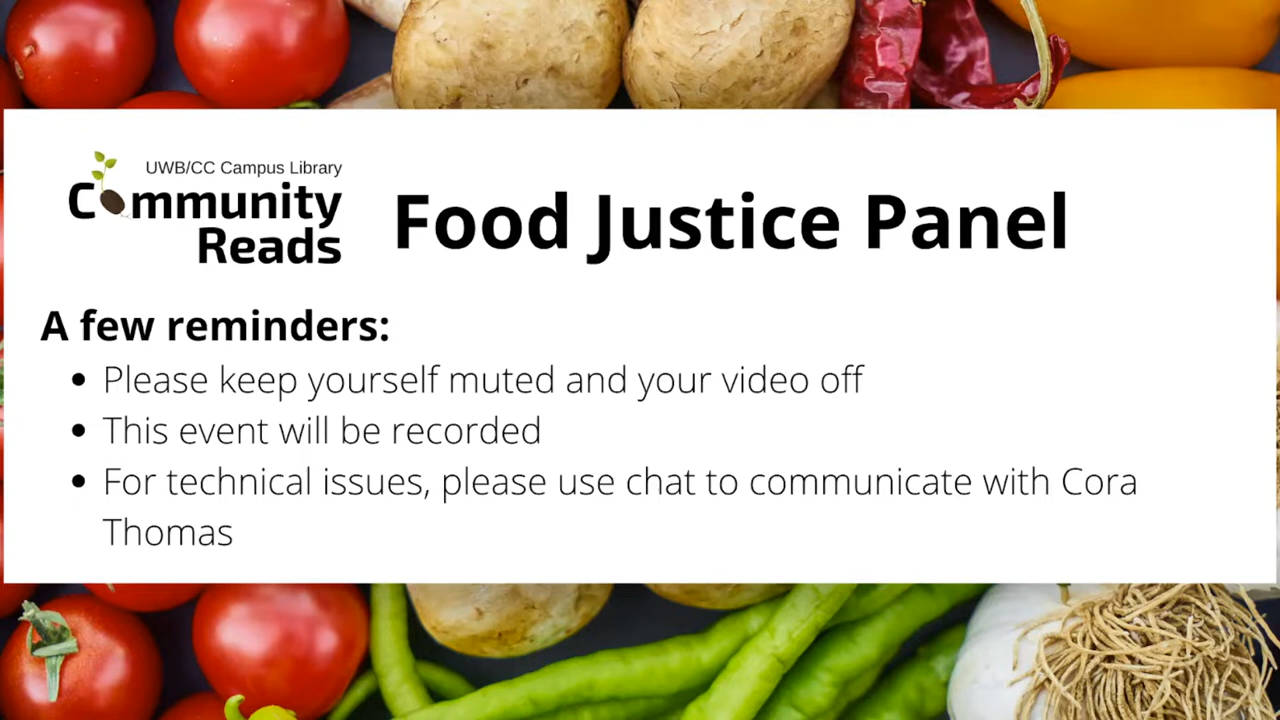 UWB/CC Campus Library
Community
Reads
Food Justice Panel
A few reminders:
• Please keep yourself muted and your video off
• This event will be recorded
• For technical issues, please use chat to communicate with Cora
Thomas